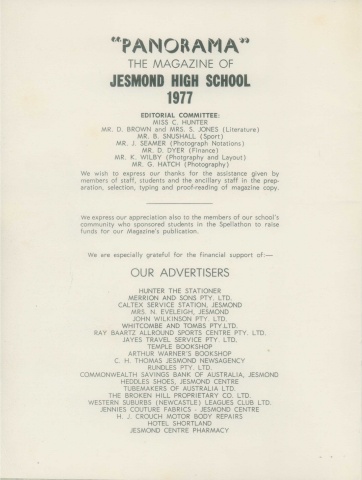 "PANORAMA"
THE MAGAZINE OF
JESMOND HIGH SCHOOL
1977
EDITORIAL COMMITTEE:
MISS C. HUNTER
MR. D. BROWN and MRS. S. JONES (Literature)
MR. B. SNUSHALL (Sport)
MR. J. SEAMER (Photograph Notations)
MR. D. DYER (Finance)
MR. K. WILBY (Photgraphy and Layout)
MR. G. HATCH (Photography)
We wish to express our thanks for the assistance given by
members of staff, students and the ancillary staff in the prep-
aration, selection, typing and proof-reading of magazine copy.
We express our appreciation also to the members of our school's
community who sponsored students in the Spellathon to raise
funds for our Magazine's publication.
We are especially grateful for the financial support of:—
OUR ADVERTISERS
HUNTER THE STATIONER
MERRION AND SONS PTY. LTD.
CALTEX SERVICE STATION, JESMOND
MRS. N. EVELEIGH, JESMOND
JOHN WILKINSON PTY. LTD.
WHITCOMBE AND TOMBS PTY.LTD.
RAY BAARTZ ALLROUND SPORTS CENTRE PTY. LTD.
JAYES TRAVEL SERVICE PTY. LTD.
TEMPLE BOOKSHOP
ARTHUR WARNER'S BOOKSHOP
C. H. THOMAS JESMOND NEWSAGENCY
RUNDLES PTY. LTD.
COMMONWEALTH SAVINGS BANK OF AUSTRALIA, JESMOND
HEDDLES SHOES, JESMOND CENTRE
TUBEMAKERS OF AUSTRALIA LTD.
THE BROKEN HILL PROPRIETARY CO. LTD.
WESTERN SUBURBS (NEWCASTLE) LEAGUES CLUB LTD.
JENNIES COUTURE FABRICS - JESMOND CENTRE
H. J. CROUCH MOTOR BODY REPAIRS
HOTEL SHORTLAND
JESMOND CENTRE PHARMACY